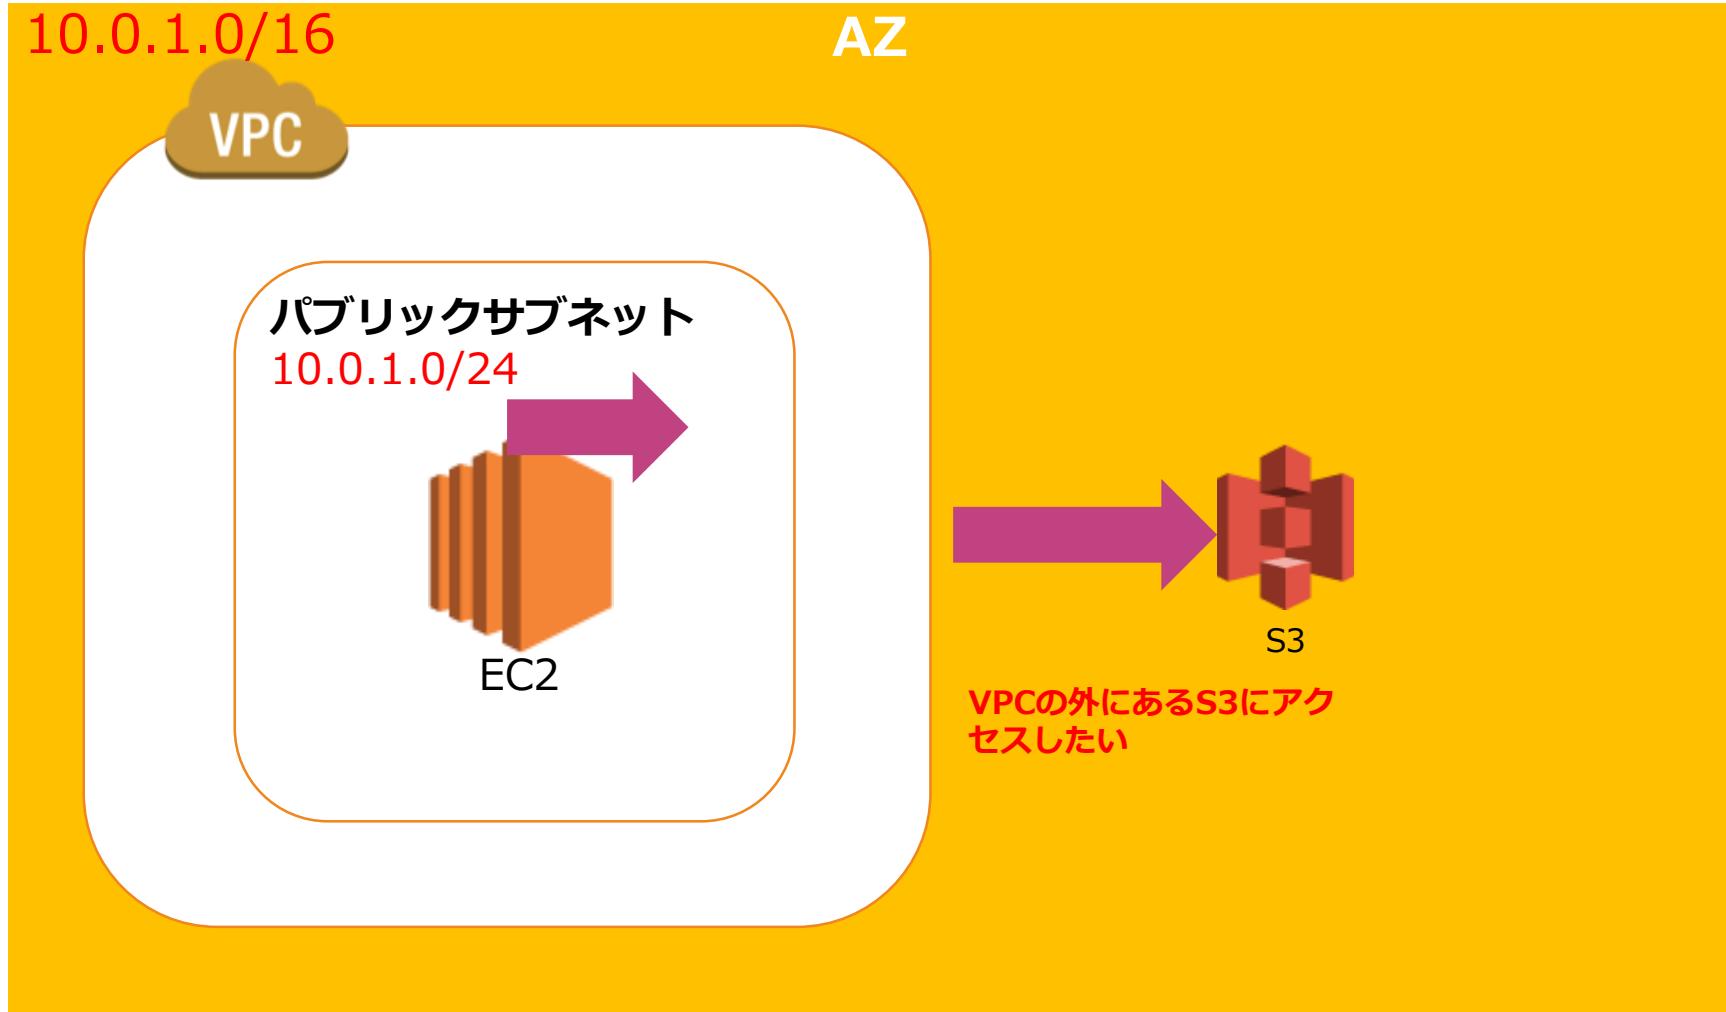 10.0.1.0/16
AZ
VPC
パブリックサブネット
10.0.1.0/24
EC2
S3
VPCの外にあるS3にアク
セスしたい